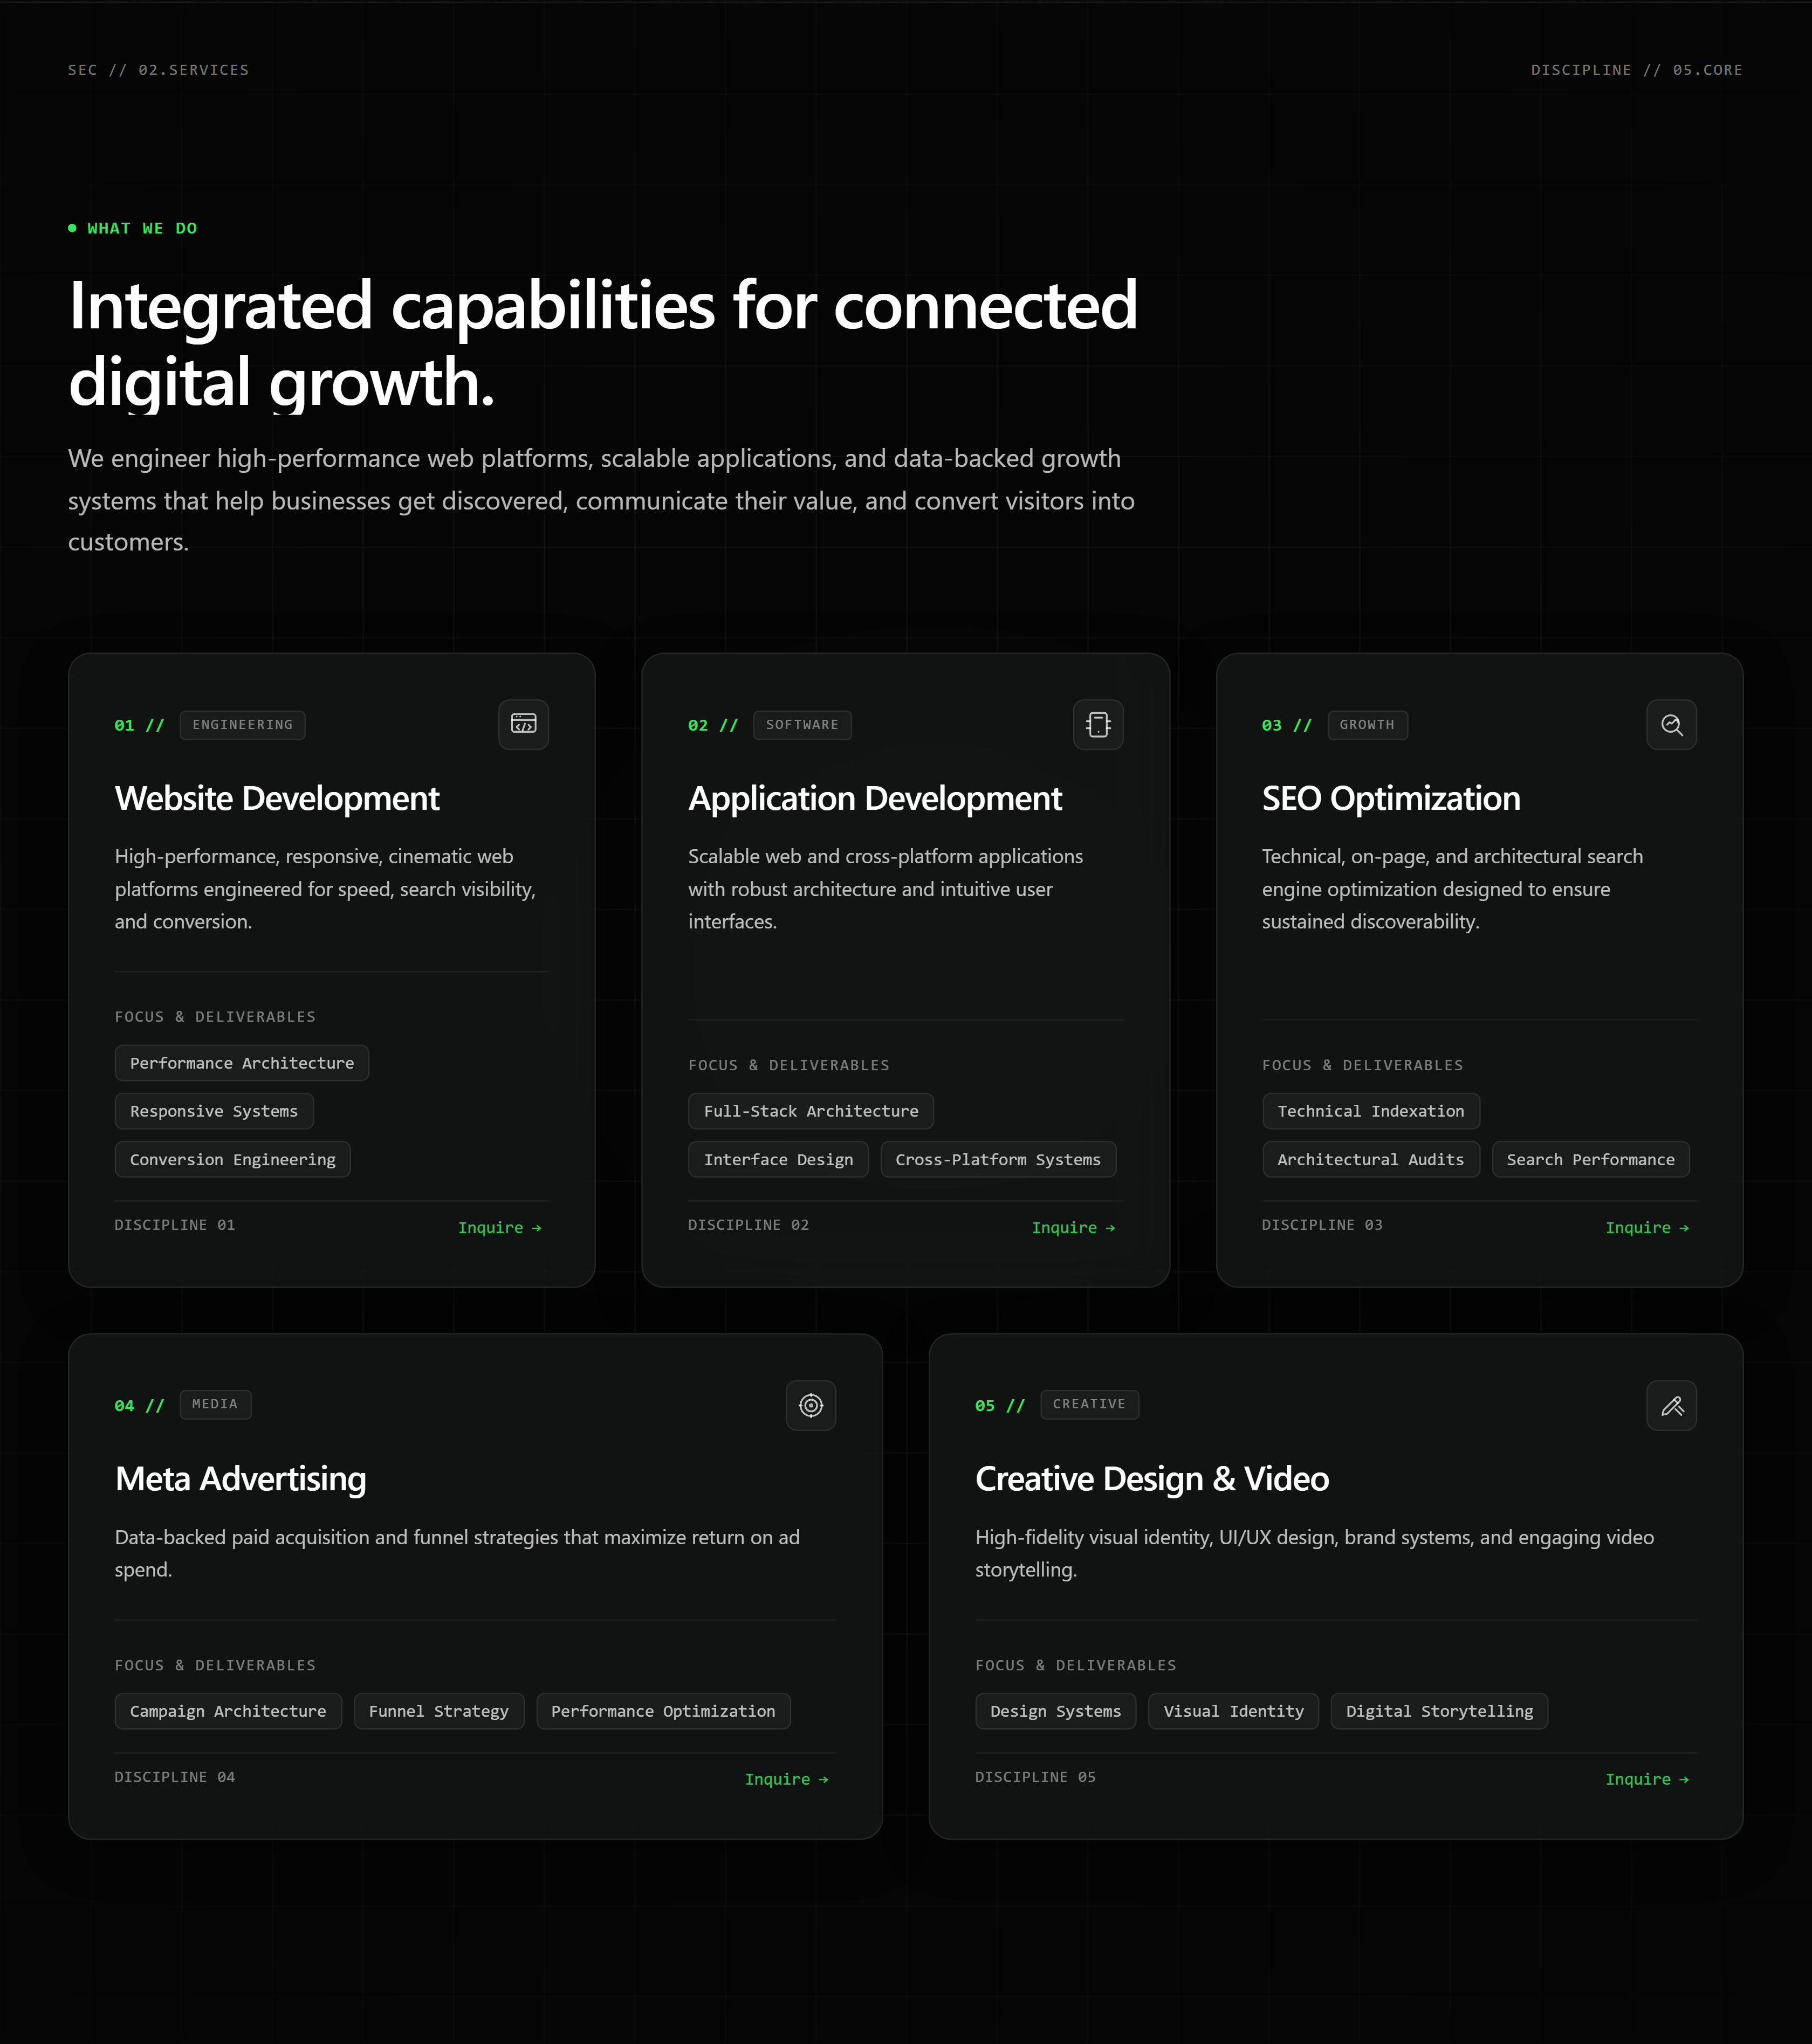 SEC // 02.SERVICES
DISCIPLINE // 05.CORE
WHAT WE DO
Integrated capabilities for connected
digital growth.
We engineer high-performance web platforms, scalable applications, and data-backed growth
systems that help businesses get discovered, communicate their value, and convert visitors into
customers.
01 // ENGINEERING
Website Development
High-performance, responsive, cinematic web
platforms engineered for speed, search visibility,
and conversion.
FOCUS & DELIVERABLES
Performance Architecture
Responsive Systems
Conversion Engineering
DISCIPLINE 01
Inquire →
02 // SOFTWARE
Application Development
Scalable web and cross-platform applications
with robust architecture and intuitive user
interfaces.
FOCUS & DELIVERABLES
Full-Stack Architecture
Interface Design
Cross-Platform Systems
DISCIPLINE 02
Inquire →
03 // GROWTH
SEO Optimization
Technical, on-page, and architectural search
engine optimization designed to ensure
sustained discoverability.
FOCUS & DELIVERABLES
Technical Indexation
Architectural Audits
Search Performance
DISCIPLINE 03
Inquire →
04 // MEDIA
Meta Advertising
Data-backed paid acquisition and funnel strategies that maximize return on ad
spend.
FOCUS & DELIVERABLES
Campaign Architecture
Funnel Strategy
Performance Optimization
DISCIPLINE 04
Inquire →
05 // CREATIVE
Creative Design & Video
High-fidelity visual identity, UI/UX design, brand systems, and engaging video
storytelling.
FOCUS & DELIVERABLES
Design Systems
Visual Identity
Digital Storytelling
DISCIPLINE 05
Inquire →